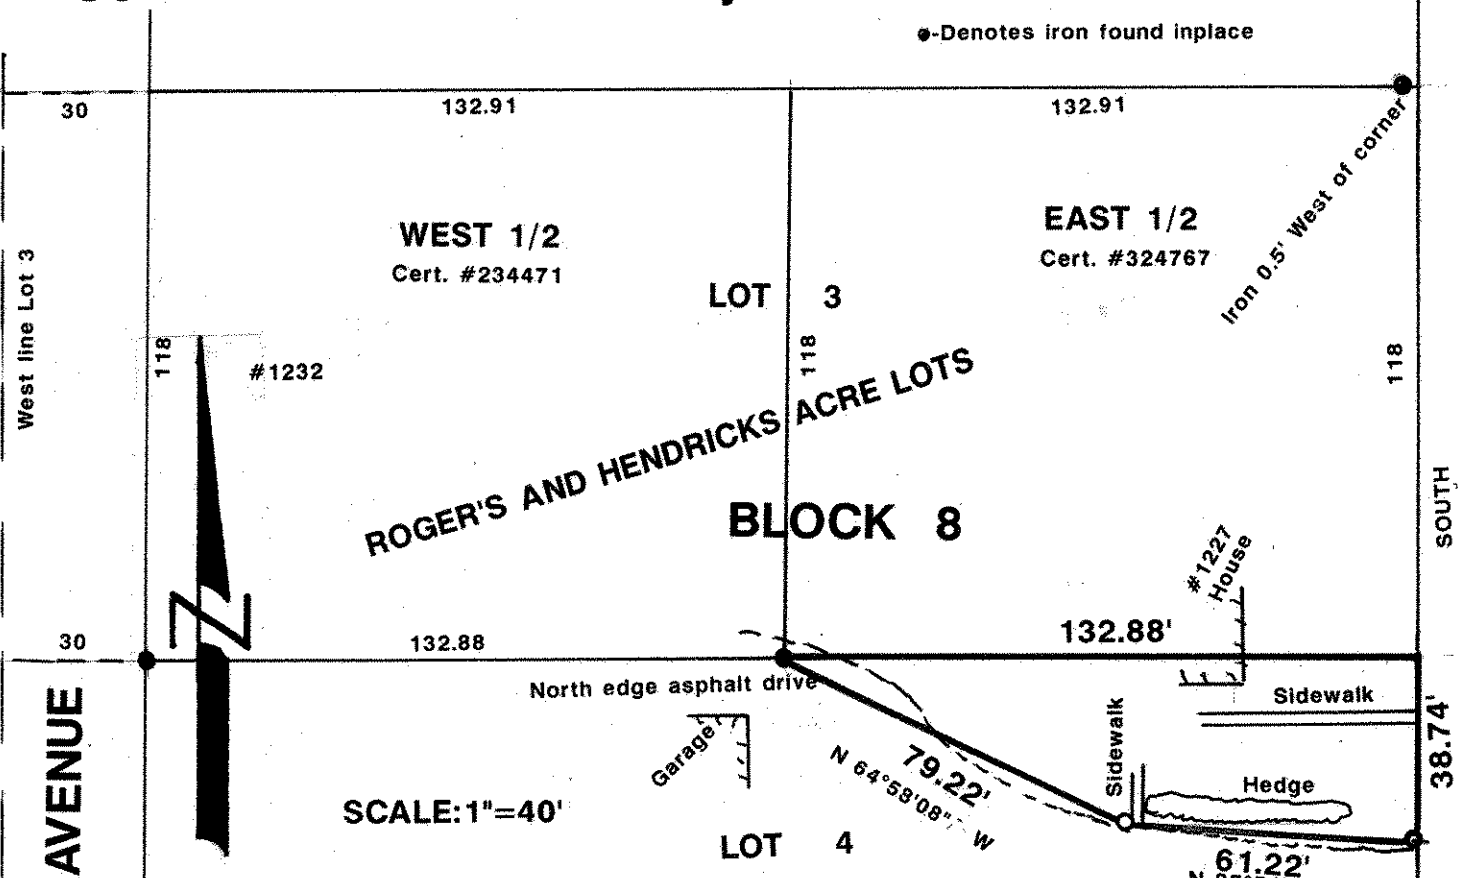 ●-Denotes iron found inplace
30
132.91
132.91
Iron 0.5' West of corner
WEST 1/2
Cert. #234471
EAST 1/2
Cert. #324767
LOT 3
West line Lot 3
118
#1232
118
118
ROGER'S AND HENDRICKS ACRE LOTS
SOUTH
BLOCK 8
#1227
House
N
30
132.88
132.88'
North edge asphalt drive
Sidewalk
AVENUE
Garage
Sidewalk
38.74'
79.22'
N 64°58'08" W
Hedge
SCALE:1"=40'
LOT 4
61.22'